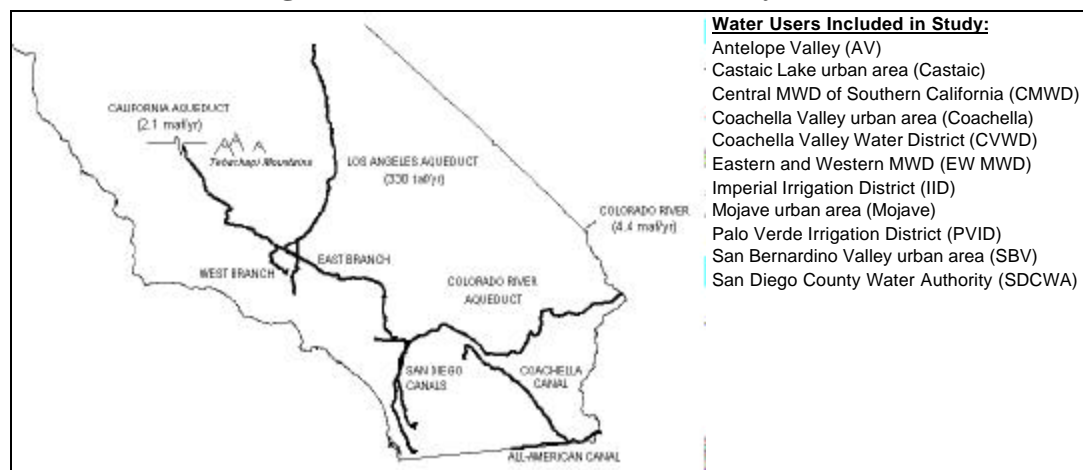 Water Users Included in Study:
Antelope Valley (AV)
Castaic Lake urban area (Castaic)
Central MWD of Southern California (CMWD)
Coachella Valley urban area (Coachella)
Coachella Valley Water District (CVWD)
Eastern and Western MWD (EW MWD)
Imperial Irrigation District (IID)
Mojave urban area (Mojave)
Palo Verde Irrigation District (PVID)
San Bernardino Valley urban area (SBV)
San Diego County Water Authority (SDCWA)
CALIFORNIA AQUEDUCT
(2.1 maf/yr)
Tehachapi Mountains
LOS ANGELES AQUEDUCT
(330 taf/yr)
COLORADO RIVER
(4.4 maf/yr)
WEST BRANCH
EAST BRANCH
COLORADO RIVER
AQUEDUCT
SAN DIEGO
CANALS
COACHELLA
CANAL
ALL-AMERICAN CANAL